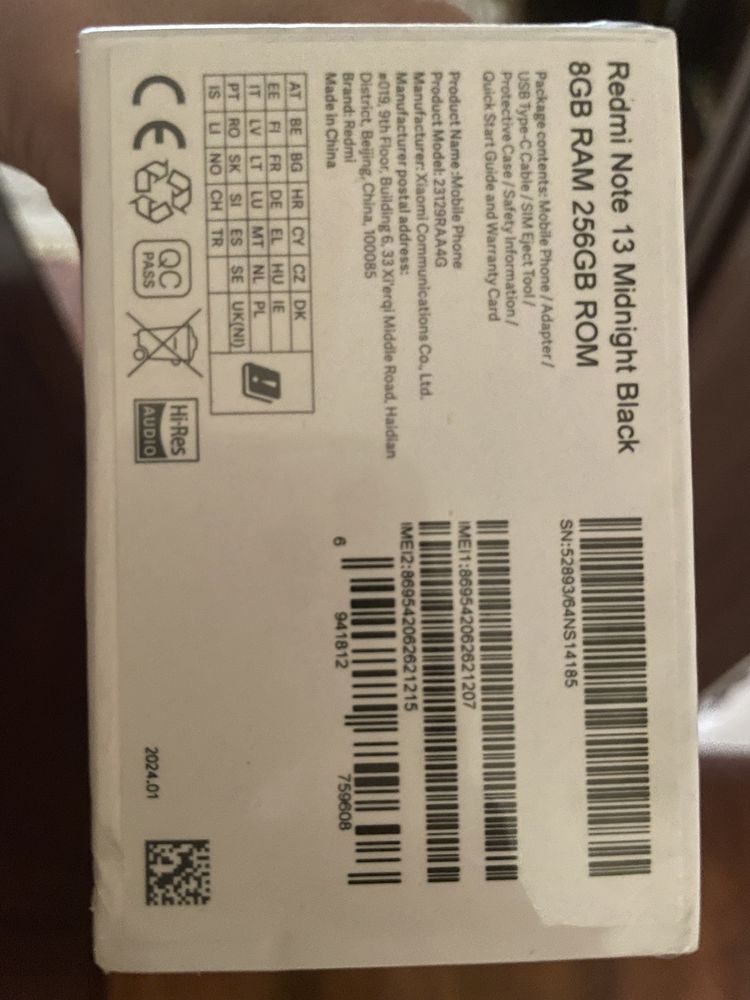 Redmi Note 13 Midnight Black
8GB RAM 256GB ROM
Package contents: Mobile Phone / Adapter /
USB Type-C Cable / SIM Eject Tool /
Protective Case / Safety Information /
Quick Start Guide and Warranty Card
Product Name :Mobile Phone
Product Model: 23129RAA4G
Manufacturer: Xiaomi Communications Co., Ltd.
Manufacturer postal address:
#019, 9th Floor, Building 6, 33 Xi'erqi Middle Road, Haidian
District, Beijing, China, 100085
Brand: Redmi
Made in China
AT BE BG HR CY CZ DK
EE FI FR DE EL HU IE
IT LV LT LU MT NL PL
PT RO SK SI ES SE UK(NI)
IS LI NO CH TR
CE
QC
PASS
Hi-Res
AUDIO
SN:52893/64NS14185
IMEI1:869542062621207
IMEI2:869542062621215
6 941812 759608
2024.01